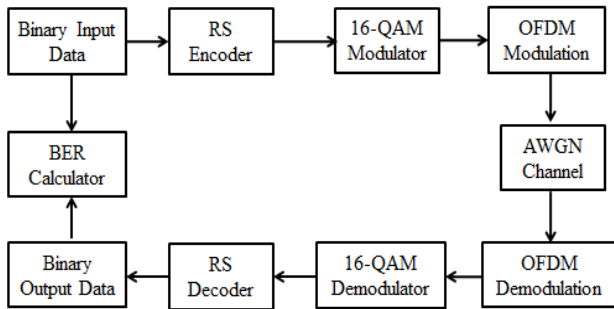 Binary Input
Data
RS
Encoder
16-QAM
Modulator
OFDM
Modulation
BER
Calculator
AWGN
Channel
Binary
Output Data
RS
Decoder
16-QAM
Demodulator
OFDM
Demodulation